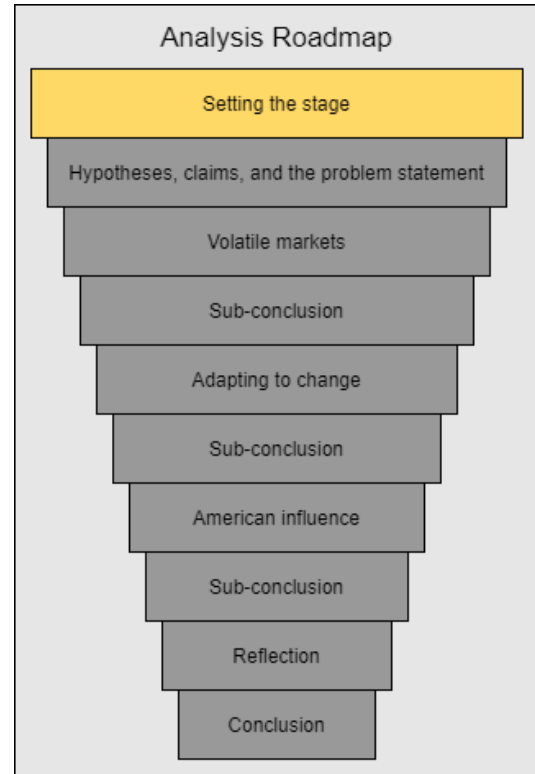 Analysis Roadmap
Setting the stage
Hypotheses, claims, and the problem statement
Volatile markets
Sub-conclusion
Adapting to change
Sub-conclusion
American influence
Sub-conclusion
Reflection
Conclusion